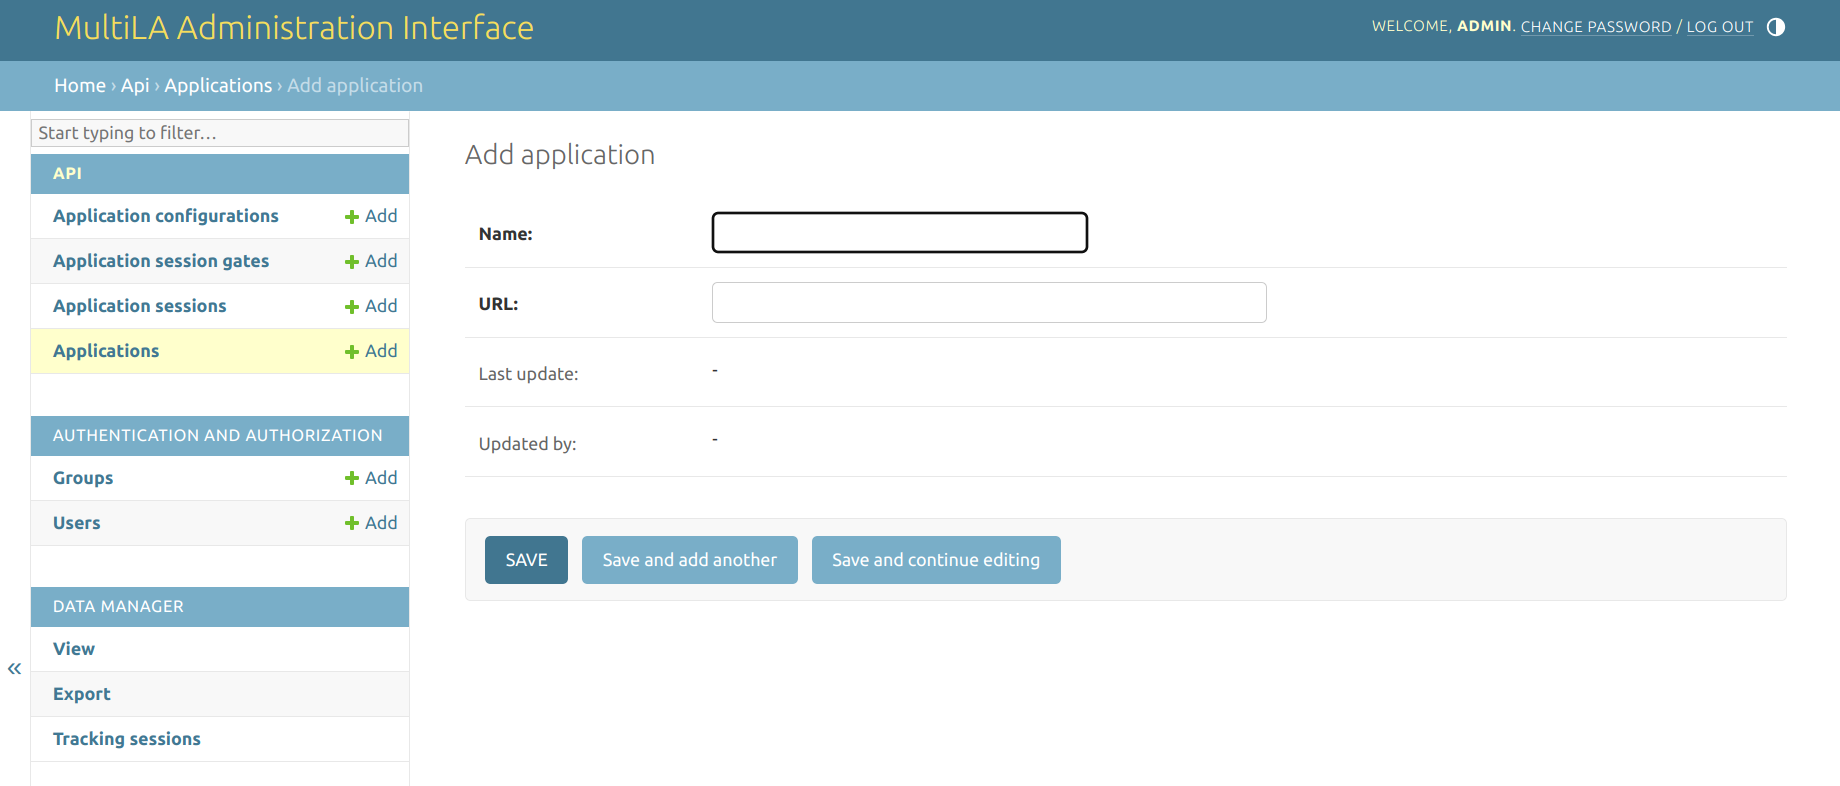 MultiLA Administration Interface
WELCOME, ADMIN. CHANGE PASSWORD / LOG OUT
Home › Api › Applications › Add application
Start typing to filter…
API
Application configurations Add
Application session gates Add
Application sessions Add
Applications Add
AUTHENTICATION AND AUTHORIZATION
Groups Add
Users Add
DATA MANAGER
View
Export
Tracking sessions
«
Add application
Name:
URL:
Last update: -
Updated by: -
SAVE Save and add another Save and continue editing